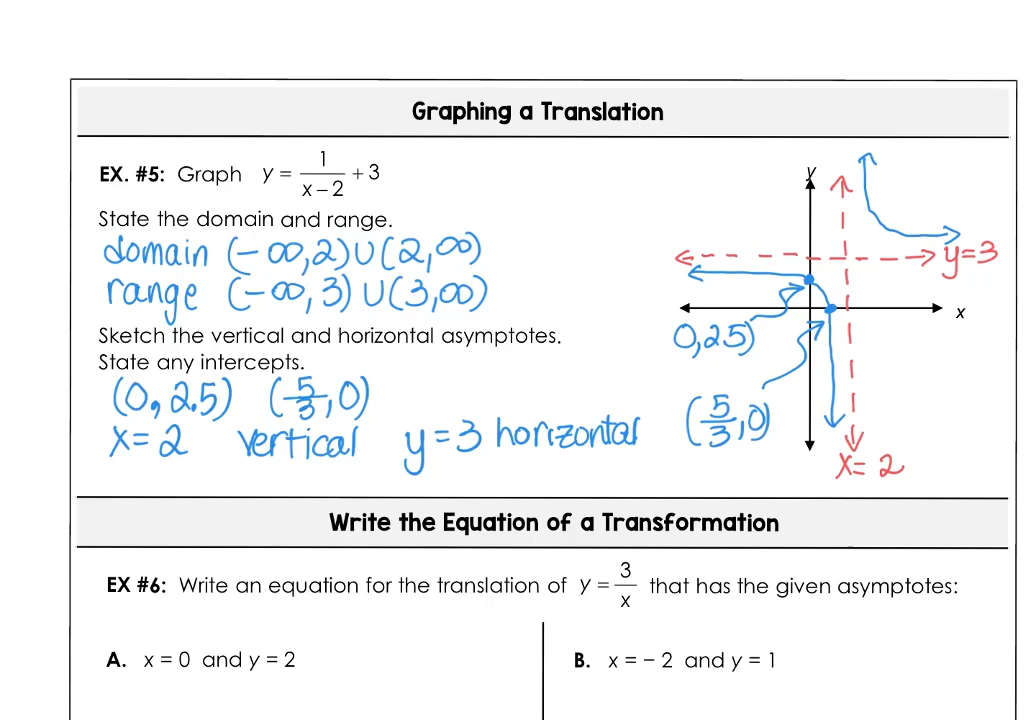 Graphing a Translation
EX. #5: Graph y = 1/(x – 2) + 3
State the domain and range.
domain (-∞,2)∪(2,∞)
range (-∞,3)∪(3,∞)
Sketch the vertical and horizontal asymptotes.
State any intercepts.
(0, 2.5) (5/3, 0)
x = 2 vertical y = 3 horizontal
y
y=3
x
0,25)
(5/3, 0)
x= 2
Write the Equation of a Transformation
EX #6: Write an equation for the translation of y = 3/x that has the given asymptotes:
A. x = 0 and y = 2
B. x = – 2 and y = 1